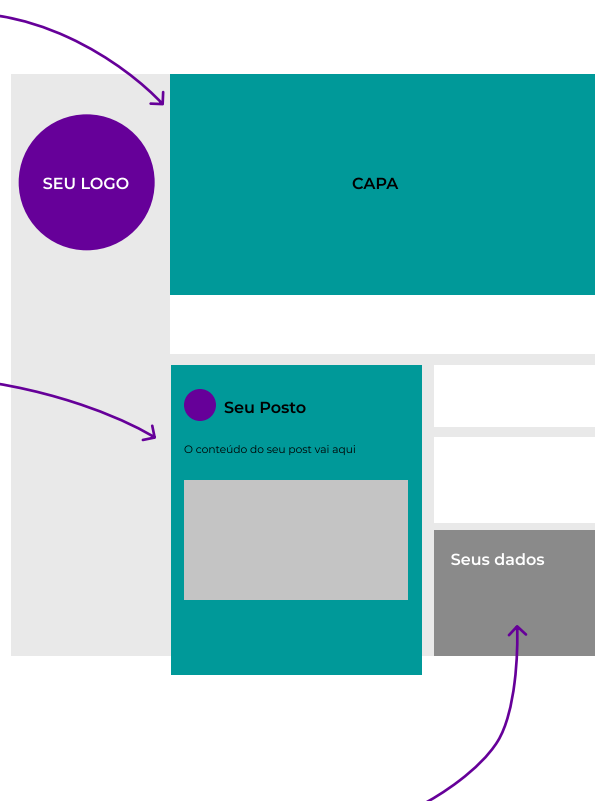 SEU LOGO
CAPA
Seu Posto
O conteúdo do seu post vai aqui
Seus dados